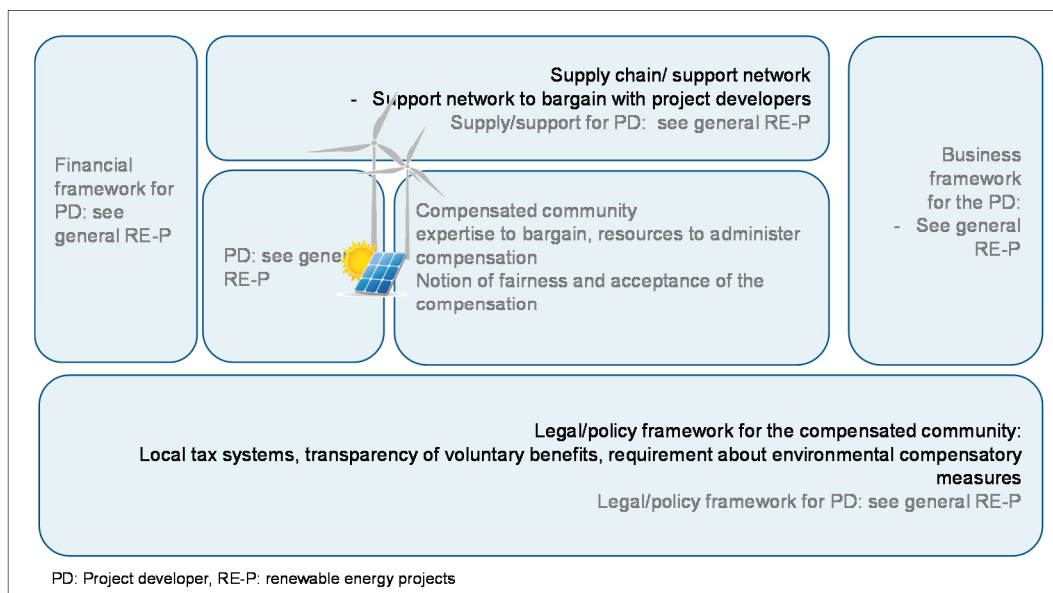 Supply chain/ support network
- Support network to bargain with project developers
Supply/support for PD: see general RE-P
Financial
framework for
PD: see
general RE-P
PD: see general
RE-P
Compensated community
expertise to bargain, resources to administer
compensation
Notion of fairness and acceptance of the
compensation
Business
framework
for the PD:
- See general
RE-P
Legal/policy framework for the compensated community:
Local tax systems, transparency of voluntary benefits, requirement about environmental compensatory
measures
Legal/policy framework for PD: see general RE-P
PD: Project developer, RE-P: renewable energy projects